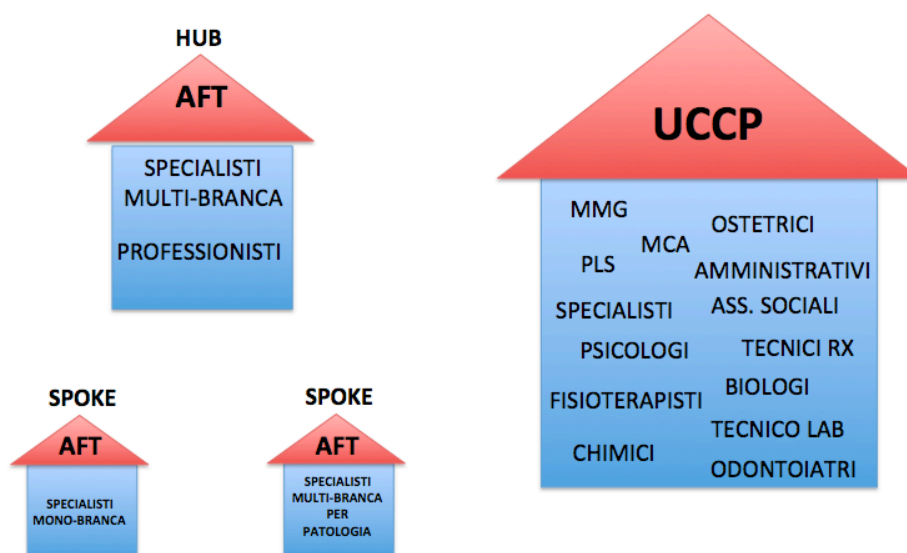 HUB
AFT
SPECIALISTI
MULTI-BRANCA
PROFESSIONISTI
SPOKE
AFT
SPECIALISTI
MONO-BRANCA
SPOKE
AFT
SPECIALISTI
MULTI-BRANCA
PER
PATOLOGIA
UCCP
MMG
OSTETRICI
MCA
PLS
AMMINISTRATIVI
SPECIALISTI
ASS. SOCIALI
PSICOLOGI
TECNICI RX
FISIOTERAPISTI
BIOLOGI
CHIMICI
TECNICO LAB
ODONTOIATRI